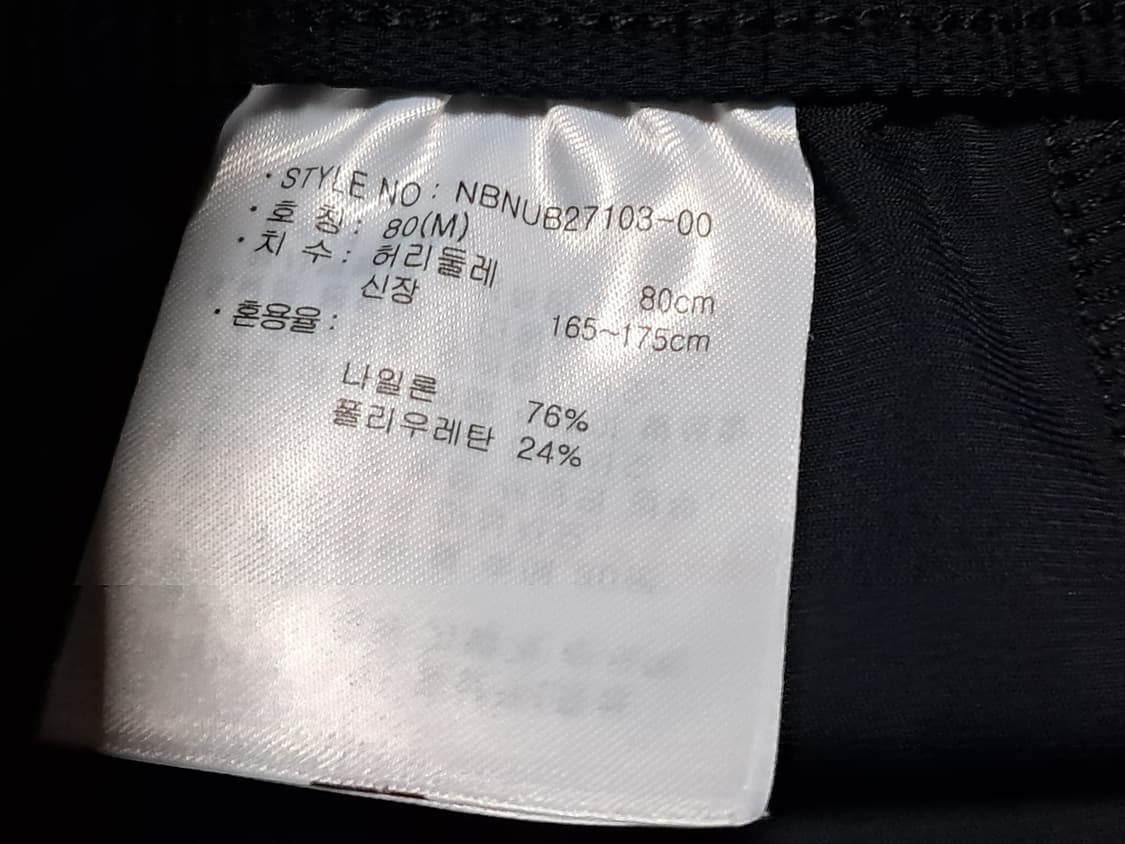 · STYLE NO : NBNUB27103-00
· 호 칭 : 80(M)
· 치 수 : 허리둘레 80cm
신장 165~175cm
· 혼용율 :
나일론 76%
폴리우레탄 24%